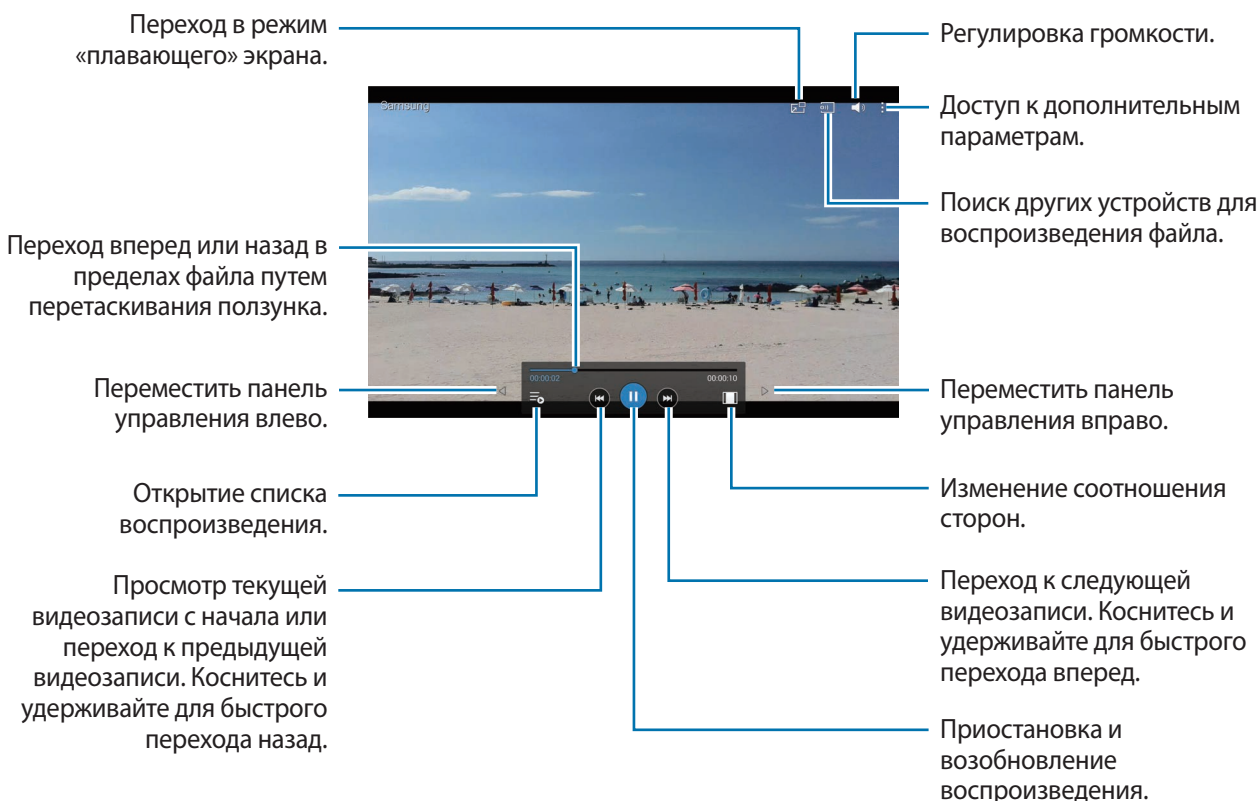 Переход в режим
«плавающего» экрана.
Регулировка громкости.
Samsung
Доступ к дополнительным
параметрам.
Поиск других устройств для
воспроизведения файла.
Переход вперед или назад в
пределах файла путем
перетаскивания ползунка.
00:00:02
00:00:10
Переместить панель
управления влево.
Переместить панель
управления вправо.
Открытие списка
воспроизведения.
Изменение соотношения
сторон.
Просмотр текущей
видеозаписи с начала или
переход к предыдущей
видеозаписи. Коснитесь и
удерживайте для быстрого
перехода назад.
Переход к следующей
видеозаписи. Коснитесь и
удерживайте для быстрого
перехода вперед.
Приостановка и
возобновление
воспроизведения.